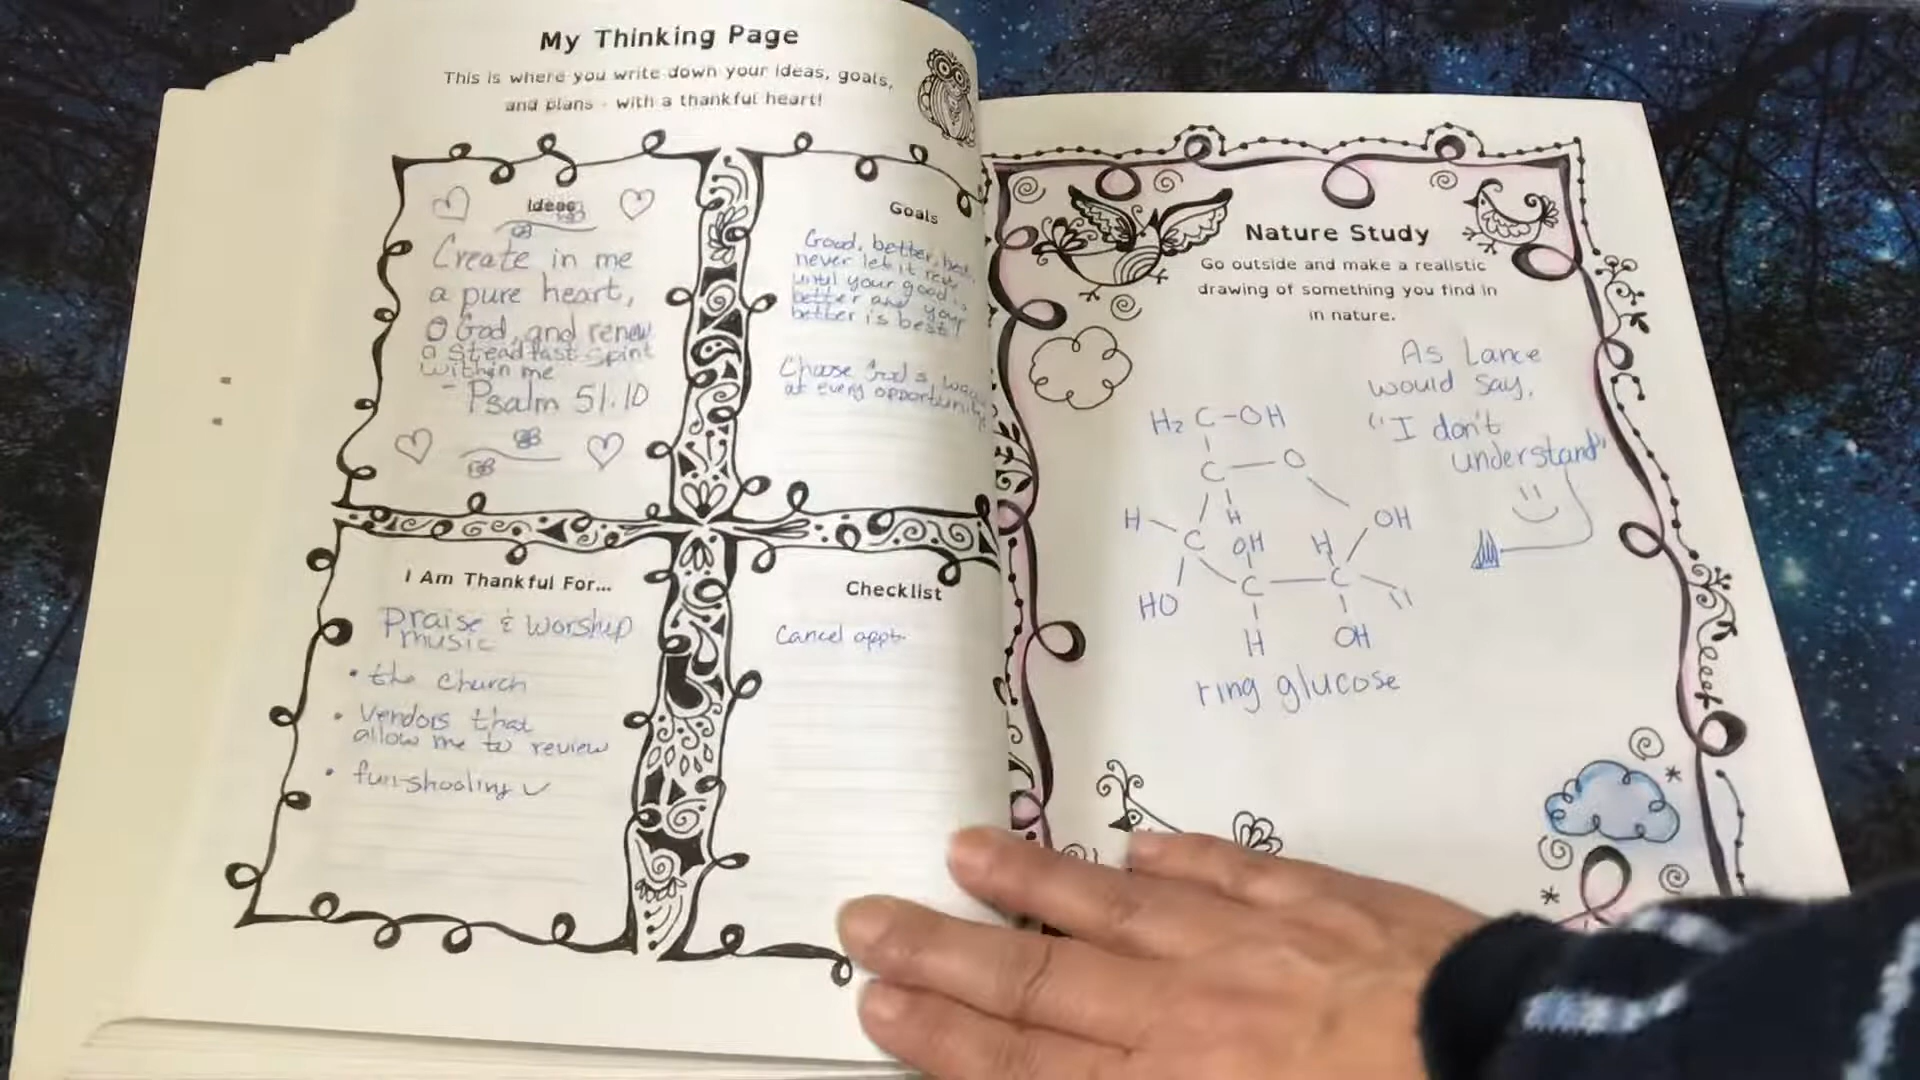 My Thinking Page
This is where you write down your ideas, goals,
and plans - with a thankful heart!
Ideas
Create in me
a pure heart,
O God, and renew
a steadfast spirit
within me
- Psalm 51:10
Goals
Good, better, best,
never let it rest
until your good is
better and your
better is best!
Choose God's
at every opportunity
I Am Thankful For...
praise & worship
music
• the church
• Vendors that
allow me to review
• fun-shooling
Checklist
Cancel appt.
Nature Study
Go outside and make a realistic
drawing of something you find in
in nature.
As Lance
would say,
"I don't
understand"
H2 C-OH
C O
H H OH
C OH H
HO C C
H OH
ring glucose